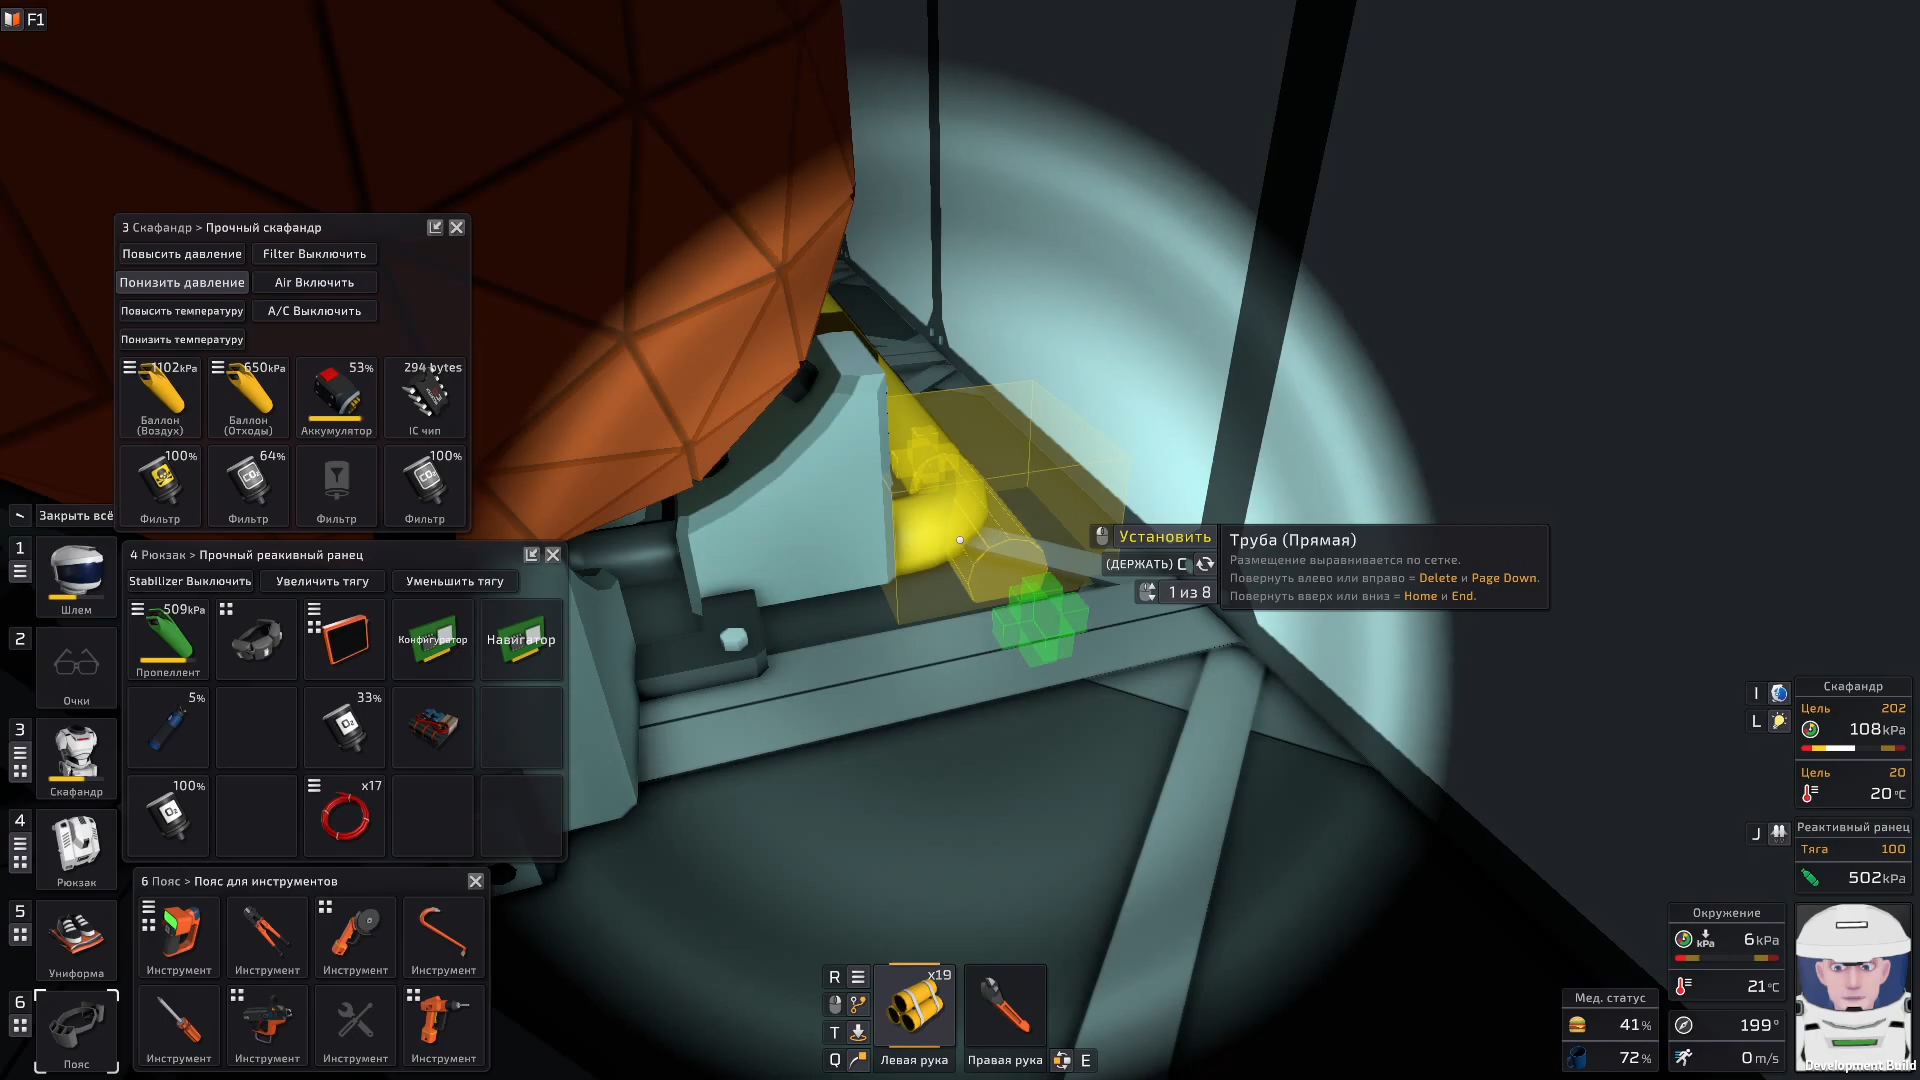 F1
3 Скафандр > Прочный скафандр
Повысить давление
Filter Выключить
Понизить давление
Air Включить
Повысить температуру
A/C Выключить
Понизить температуру
1102kPa
650kPa
53%
294 bytes
Баллон (Воздух)
Баллон (Отходы)
Аккумулятор
IC чип
100%
64%
100%
Фильтр
Фильтр
Фильтр
Фильтр
Закрыть всё
4 Рюкзак > Прочный реакивный ранец
Stabilizer Выключить
Увеличить тягу
Уменьшить тягу
509kPa
Конфигуратор
Навигатор
Пропеллент
5%
33%
O2
100%
O2
x17
6 Пояс > Пояс для инструментов
Инструмент
Инструмент
Инструмент
Инструмент
Инструмент
Инструмент
Инструмент
Инструмент
1
Шлем
2
Очки
3
Скафандр
4
Рюкзак
5
Униформа
6
Пояс
Установить
(ДЕРЖАТЬ) C
1 из 8
Труба (Прямая)
Размещение выравнивается по сетке.
Повернуть влево или вправо = Delete и Page Down.
Повернуть вверх или вниз = Home и End.
R
T
Q
x19
Левая рука
Правая рука
E
I
L
J
Скафандр
Цель 202
108kPa
Цель 20
20°C
Реактивный ранец
Тяга 100
502kPa
Окружение
kPa
6kPa
21°C
Мед. статус
41%
72%
199°
0m/s
Development Build